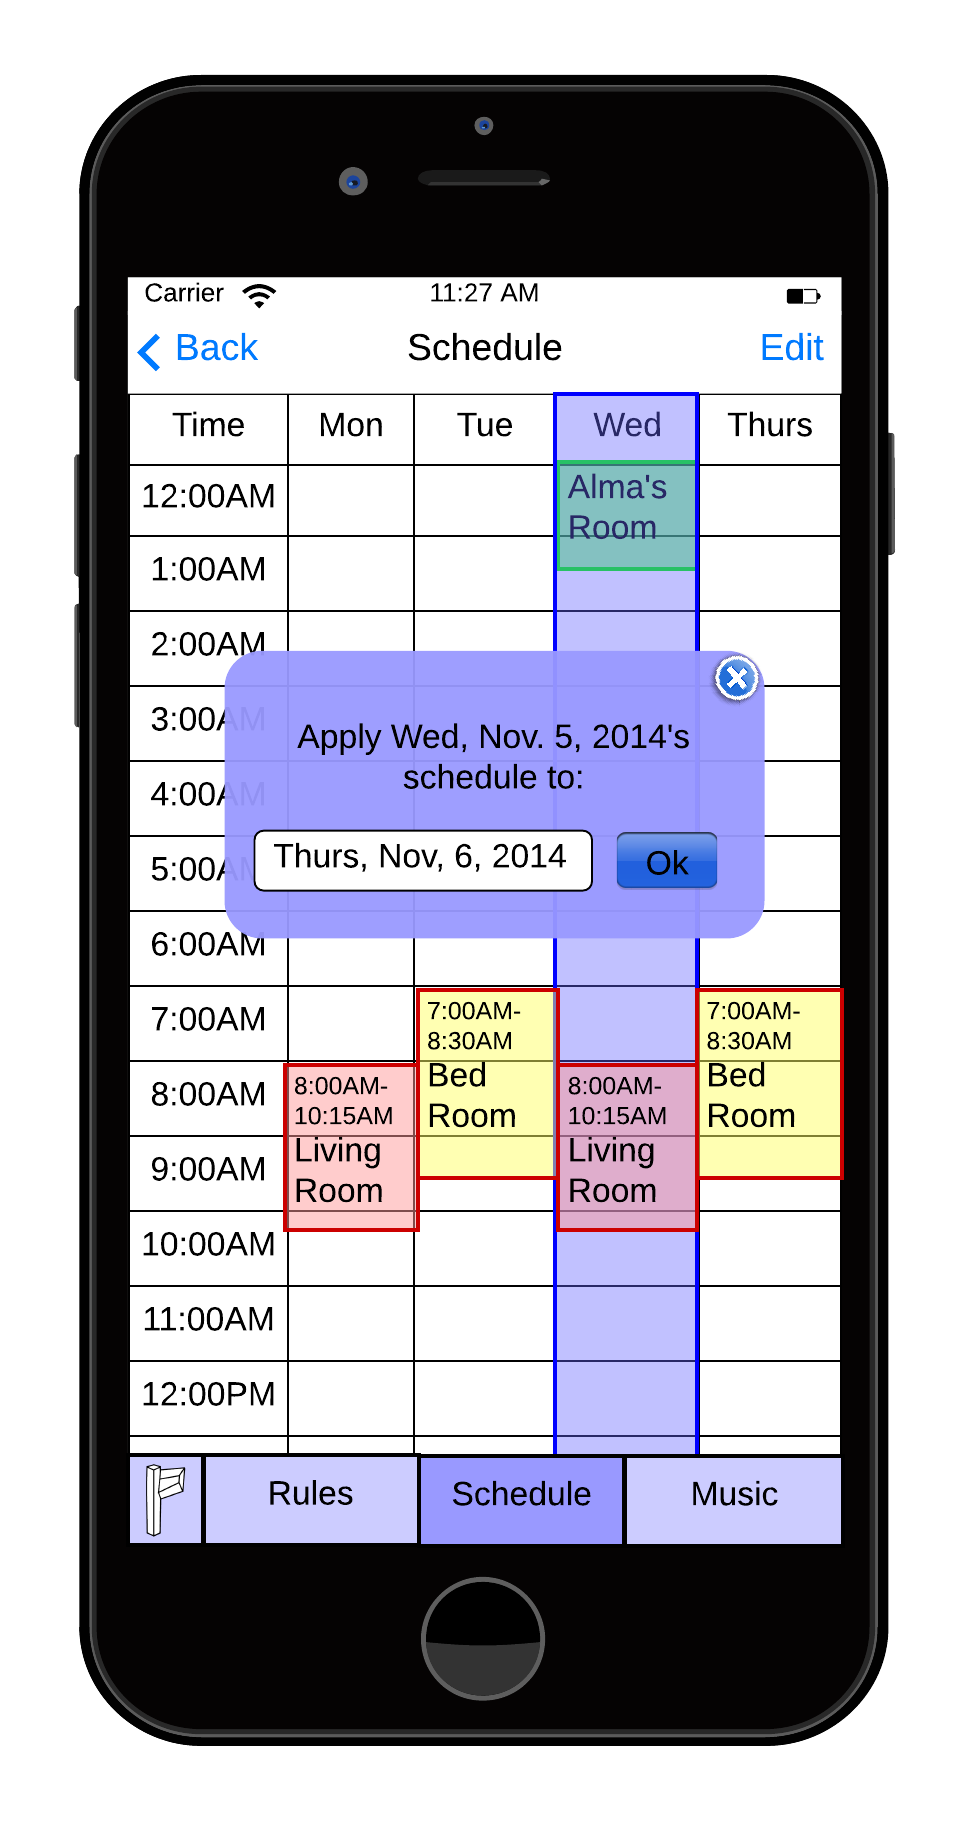 Carrier 11:27 AM
Back Schedule Edit
Time Mon Tue Wed Thurs
12:00AM
Alma's
Room
1:00AM
2:00AM
3:00AM
Apply Wed, Nov. 5, 2014's
schedule to:
4:00AM
Thurs, Nov, 6, 2014 Ok
5:00A
6:00AM
7:00AM
7:00AM-
8:30AM
Bed
Room
7:00AM-
8:30AM
Bed
Room
8:00AM
8:00AM-
10:15AM
Living
Room
8:00AM-
10:15AM
Living
Room
9:00AM
10:00AM
11:00AM
12:00PM
Rules Schedule Music